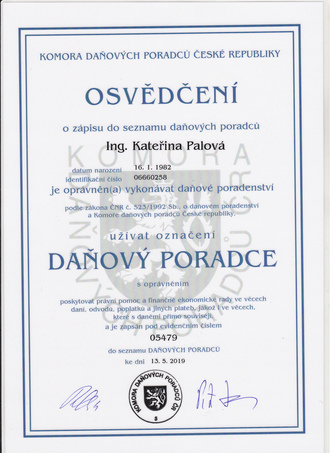 KOMORA DAŇOVÝCH PORADCŮ ČESKÉ REPUBLIKY
OSVĚDČENÍ
o zápisu do seznamu daňových poradců
Ing. Kateřina Palová
datum narození 16. 1. 1982
identifikační číslo 06660258
je oprávněn(a) vykonávat daňové poradenství
podle zákona ČNR č. 523/1992 Sb., o daňovém poradenství
a Komoře daňových poradců České republiky,
užívat označení
DAŇOVÝ PORADCE
s oprávněním
poskytovat právní pomoc a finančně ekonomické rady ve věcech
daní, odvodů, poplatků a jiných plateb, jakož i ve věcech,
které s daněmi přímo souvisejí,
a je zapsán pod evidenčním číslem
05479
do seznamu DAŇOVÝCH PORADCŮ
ke dni 13. 5. 2019
KOMORA DAŇOVÝCH PORADCŮ ČR
8